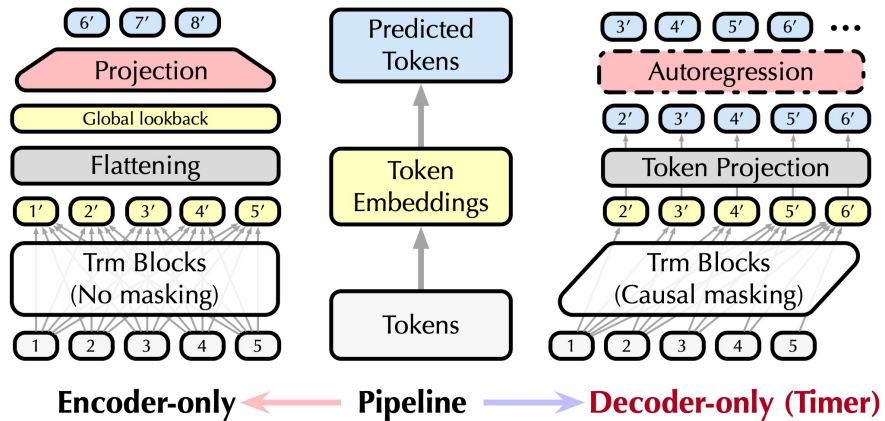 6′ 7′ 8′
Projection
Global lookback
Flattening
1′ 2′ 3′ 4′ 5′
Trm Blocks
(No masking)
1 2 3 4 5
Encoder-only
Predicted
Tokens
Token
Embeddings
Tokens
Pipeline
3′ 4′ 5′ 6′ •••
Autoregression
2′ 3′ 4′ 5′ 6′
Token Projection
2′ 3′ 4′ 5′ 6′
Trm Blocks
(Causal masking)
1 2 3 4 5
Decoder-only (Timer)